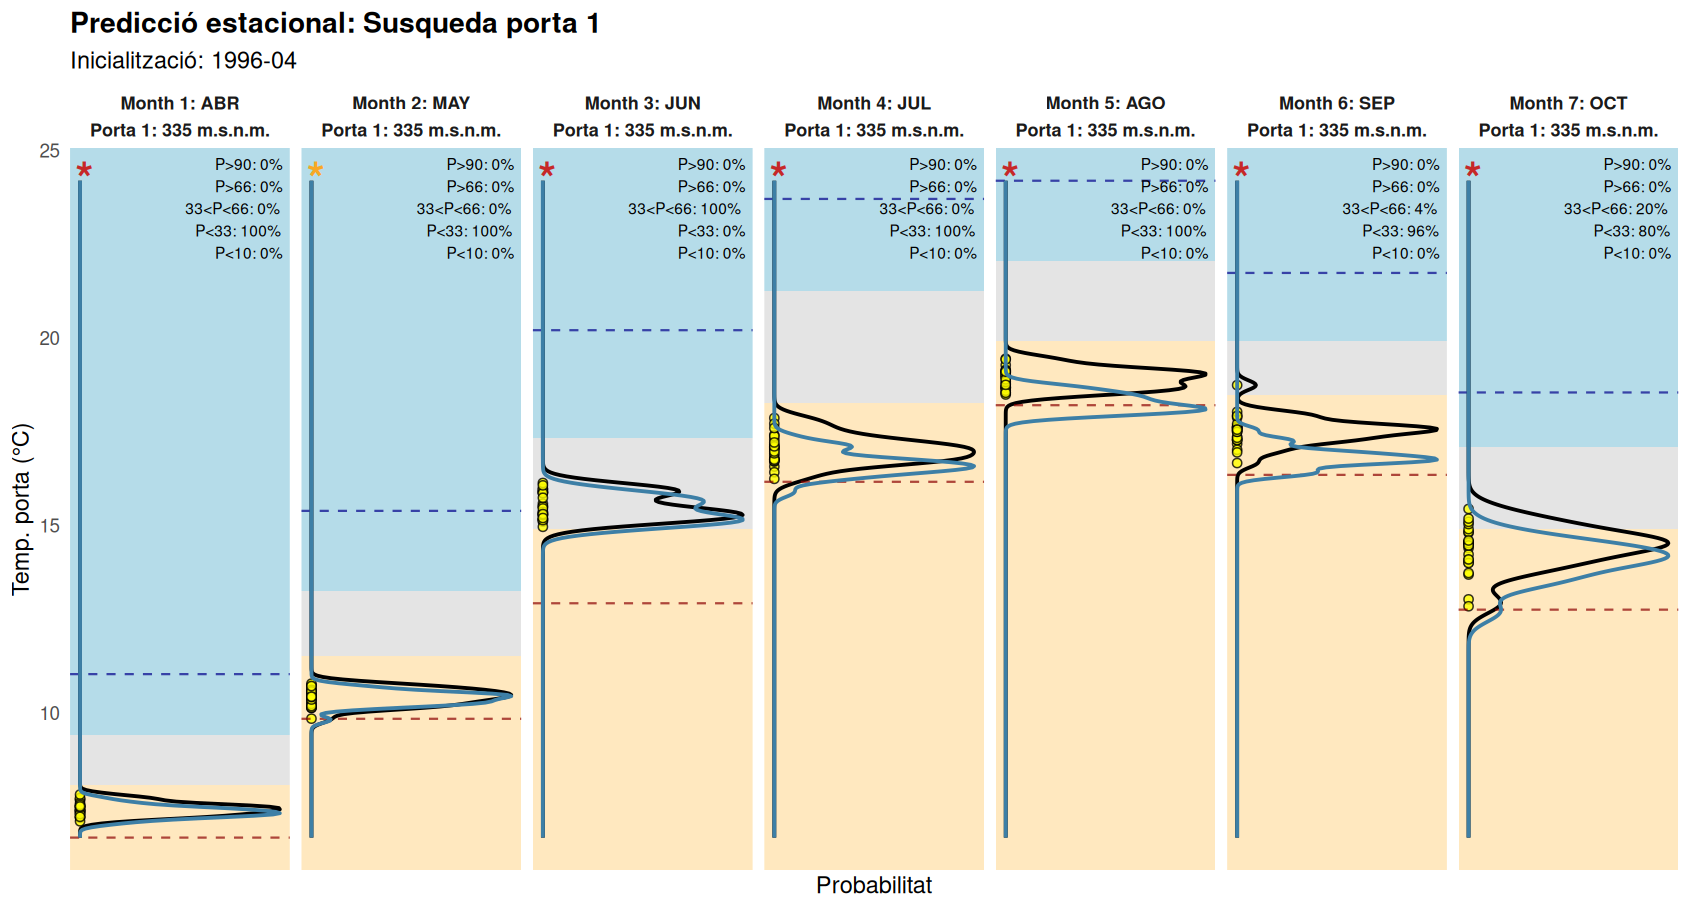 Predicció estacional: Susqueda porta 1
Inicialització: 1996-04
Month 1: ABR
Porta 1: 335 m.s.n.m.
Month 2: MAY
Porta 1: 335 m.s.n.m.
Month 3: JUN
Porta 1: 335 m.s.n.m.
Month 4: JUL
Porta 1: 335 m.s.n.m.
Month 5: AGO
Porta 1: 335 m.s.n.m.
Month 6: SEP
Porta 1: 335 m.s.n.m.
Month 7: OCT
Porta 1: 335 m.s.n.m.
25
20
15
10
Temp. porta (°C)
*
P>90: 0%
P>66: 0%
33<P<66: 0%
P<33: 100%
P<10: 0%
*
P>90: 0%
P>66: 0%
33<P<66: 0%
P<33: 100%
P<10: 0%
*
P>90: 0%
P>66: 0%
33<P<66: 100%
P<33: 0%
P<10: 0%
*
P>90: 0%
P>66: 0%
33<P<66: 0%
P<33: 100%
P<10: 0%
*
P>90: 0%
P>66: 0%
33<P<66: 0%
P<33: 100%
P<10: 0%
*
P>90: 0%
P>66: 0%
33<P<66: 4%
P<33: 96%
P<10: 0%
*
P>90: 0%
P>66: 0%
33<P<66: 20%
P<33: 80%
P<10: 0%
Probabilitat